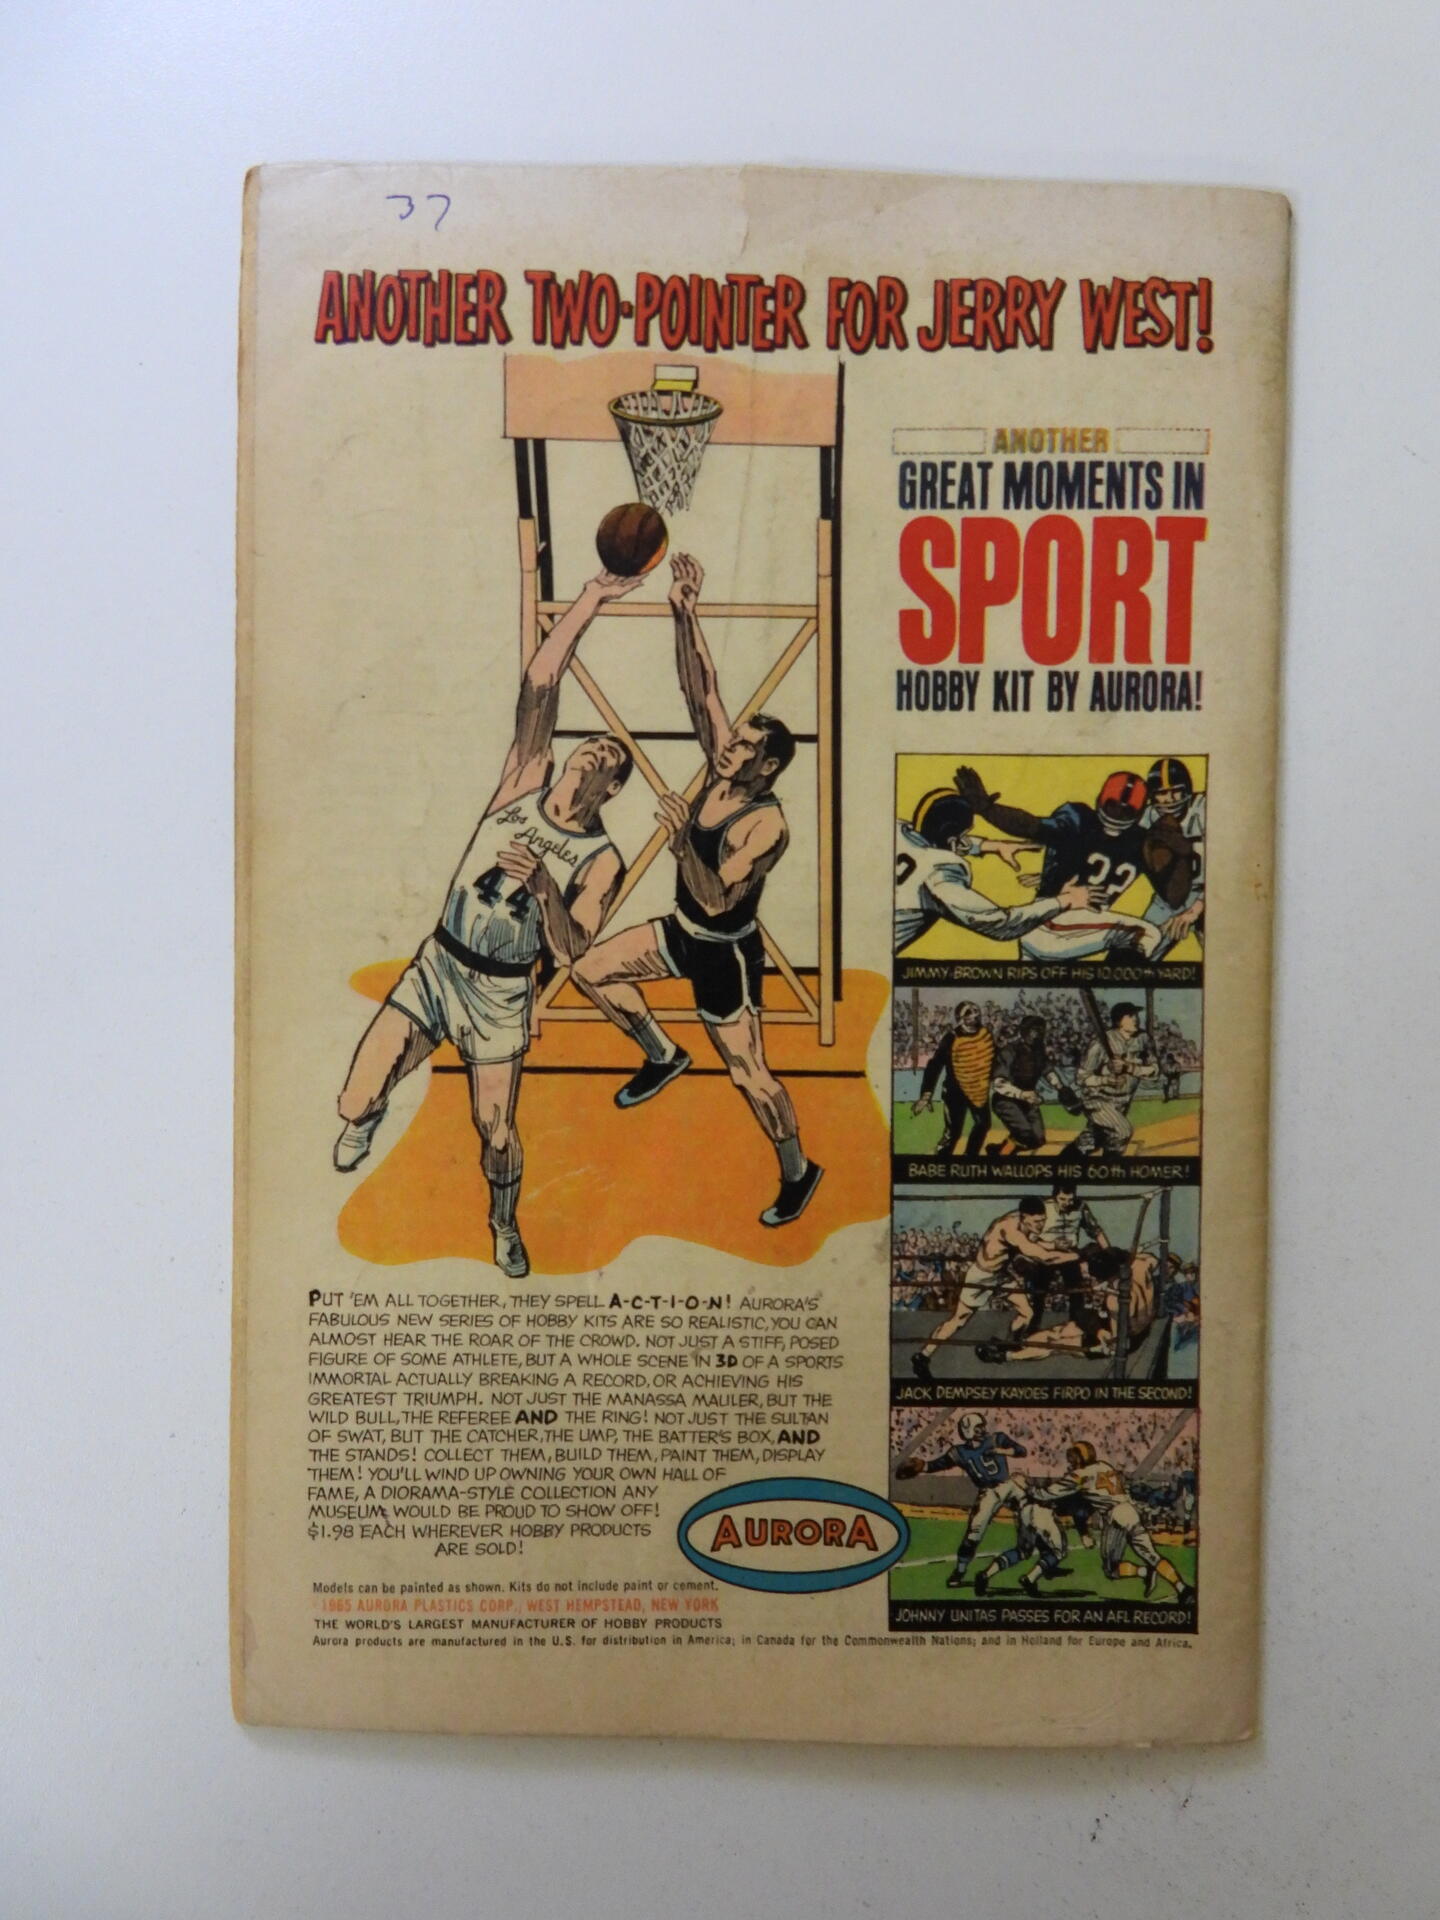 37
ANOTHER TWO-POINTER FOR JERRY WEST!
ANOTHER
GREAT MOMENTS IN
SPORT
HOBBY KIT BY AURORA!
Los
Angeles
44
32
JIMMY BROWN RIPS OFF HIS 10,000th YARD!
BABE RUTH WALLOPS HIS 60th HOMER!
JACK DEMPSEY KAYOES FIRPO IN THE SECOND!
JOHNNY UNITAS PASSES FOR AN AFL RECORD!
PUT 'EM ALL TOGETHER, THEY SPELL A-C-T-I-O-N! AURORA'S
FABULOUS NEW SERIES OF HOBBY KITS ARE SO REALISTIC, YOU CAN
ALMOST HEAR THE ROAR OF THE CROWD. NOT JUST A STIFF, POSED
FIGURE OF SOME ATHLETE, BUT A WHOLE SCENE IN 3D OF A SPORTS
IMMORTAL ACTUALLY BREAKING A RECORD, OR ACHIEVING HIS
GREATEST TRIUMPH. NOT JUST THE MANASSA MAULER, BUT THE
WILD BULL, THE REFEREE AND THE RING! NOT JUST THE SULTAN
OF SWAT, BUT THE CATCHER, THE UMP, THE BATTER'S BOX, AND
THE STANDS! COLLECT THEM, BUILD THEM, PAINT THEM, DISPLAY
THEM! YOU'LL WIND UP OWNING YOUR OWN HALL OF
FAME, A DIORAMA-STYLE COLLECTION ANY
MUSEUM WOULD BE PROUD TO SHOW OFF!
$1.98 EACH WHEREVER HOBBY PRODUCTS
ARE SOLD!
AURORA
Models can be painted as shown. Kits do not include paint or cement.
1965 AURORA PLASTICS CORP., WEST HEMPSTEAD, NEW YORK
THE WORLD'S LARGEST MANUFACTURER OF HOBBY PRODUCTS
Aurora products are manufactured in the U.S. for distribution in America; in Canada for the Commonwealth Nations; and in Holland for Europe and Africa.